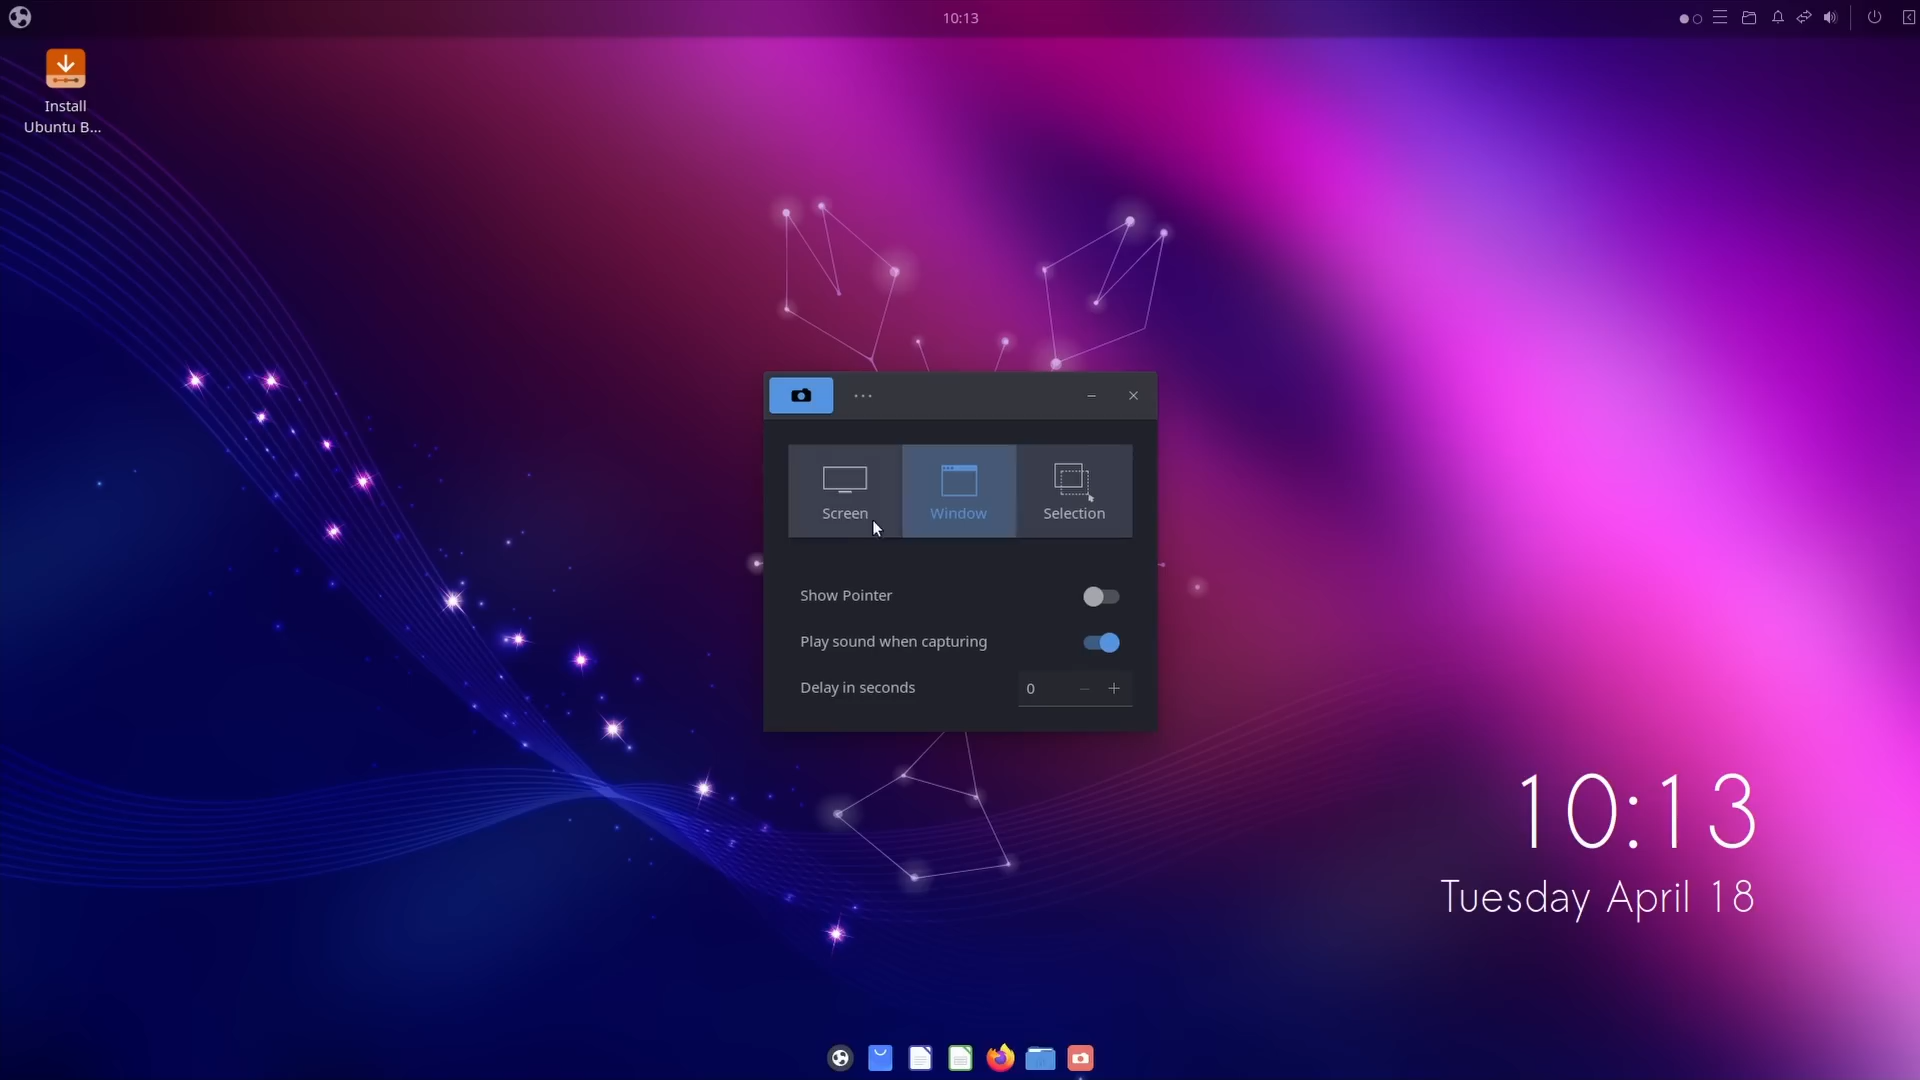 10:13
Install
Ubuntu B...
Screen
Window
Selection
Show Pointer
Play sound when capturing
Delay in seconds
0
10:13
Tuesday April 18